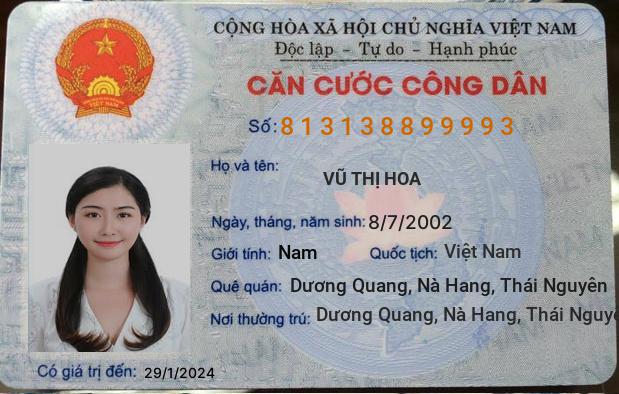 CỘNG HÒA XÃ HỘI CHỦ NGHĨA VIỆT NAM
Độc lập - Tự do - Hạnh phúc
CĂN CƯỚC CÔNG DÂN
Số: 813138899993
Họ và tên:
VŨ THỊ HOA
Ngày, tháng, năm sinh: 8/7/2002
Giới tính: Nam Quốc tịch: Việt Nam
Quê quán: Dương Quang, Nà Hang, Thái Nguyên
Nơi thường trú: Dương Quang, Nà Hang, Thái Nguyê
Có giá trị đến: 29/1/2024
VIỆT NAM